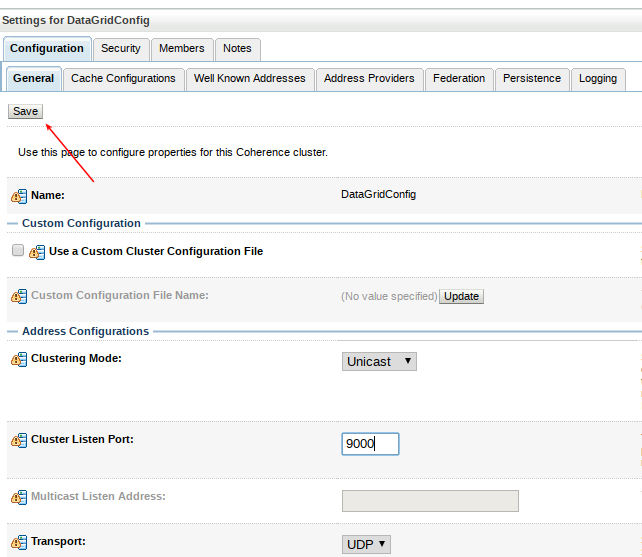 Settings for DataGridConfig
Configuration Security Members Notes
General Cache Configurations Well Known Addresses Address Providers Federation Persistence Logging
Save
Use this page to configure properties for this Coherence cluster.
Name: DataGridConfig
Custom Configuration
Use a Custom Cluster Configuration File
Custom Configuration File Name: (No value specified) Update
Address Configurations
Clustering Mode: Unicast
Cluster Listen Port: 9000
Multicast Listen Address:
Transport: UDP